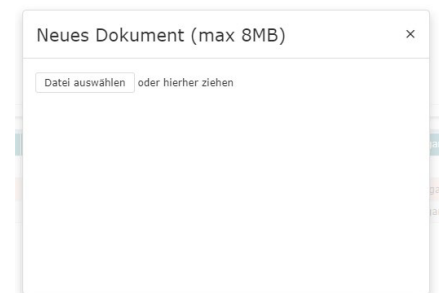 Neues Dokument (max 8MB) ×
Datei auswählen oder hierher ziehen